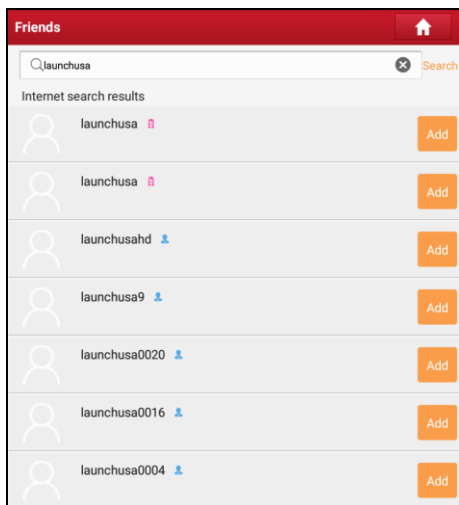 Friends
launchusa
Search
Internet search results
launchusa
Add
launchusa
Add
launchusahd
Add
launchusa9
Add
launchusa0020
Add
launchusa0016
Add
launchusa0004
Add